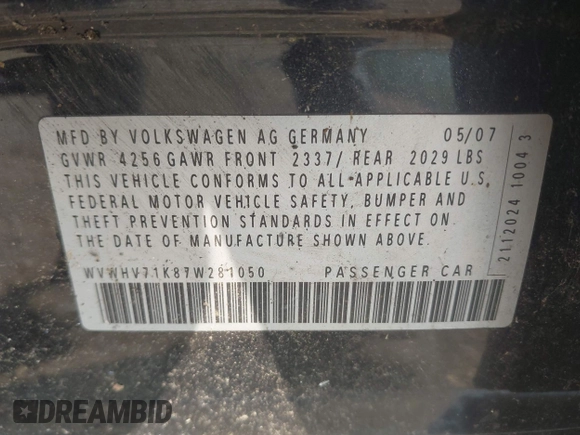 MFD BY VOLKSWAGEN AG GERMANY 05/07
GVWR 4256 GAWR FRONT 2337/ REAR 2029 LBS
THIS VEHICLE CONFORMS TO ALL APPLICABLE U.S.
FEDERAL MOTOR VEHICLE SAFETY, BUMPER AND
THEFT PREVENTION STANDARDS IN EFFECT ON
THE DATE OF MANUFACTURE SHOWN ABOVE.
WVWHV71K87W281050 PASSENGER CAR
2112024 1004 3
DREAMBID